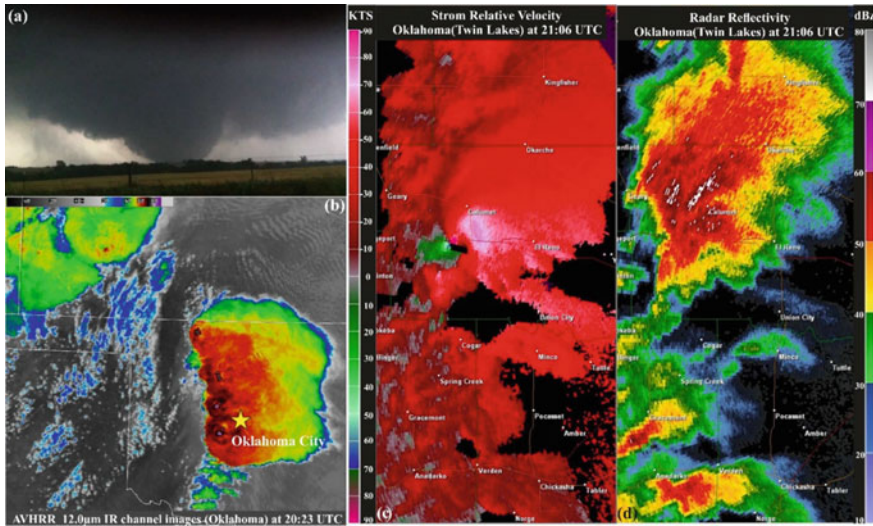 (a)
(b)
Oklahoma City
AVHRR 12.0μm IR channel images (Oklahoma) at 20:23 UTC
KTS
Strom Relative Velocity
Oklahoma(Twin Lakes) at 21:06 UTC
90
80
70
60
50
40
30
20
10
0
10
20
30
40
50
60
70
80
90
Kingfisher
Okarche
Geary
Calumet
El Reno
Union City
Cogar
Minco
Tuttle
Spring Creek
Gracemont
Pocasset
Amber
Verden
Anadarko
Chickasha
Tabler
Norge
(c)
Radar Reflectivity
Oklahoma(Twin Lakes) at 21:06 UTC
dBZ
80
70
60
50
40
30
20
10
Calumet
El Reno
Union City
Cogar
Minco
Tuttle
Spring Creek
Pocasset
Amber
Anadarko
Verden
Chickasha
Tabler
(d)